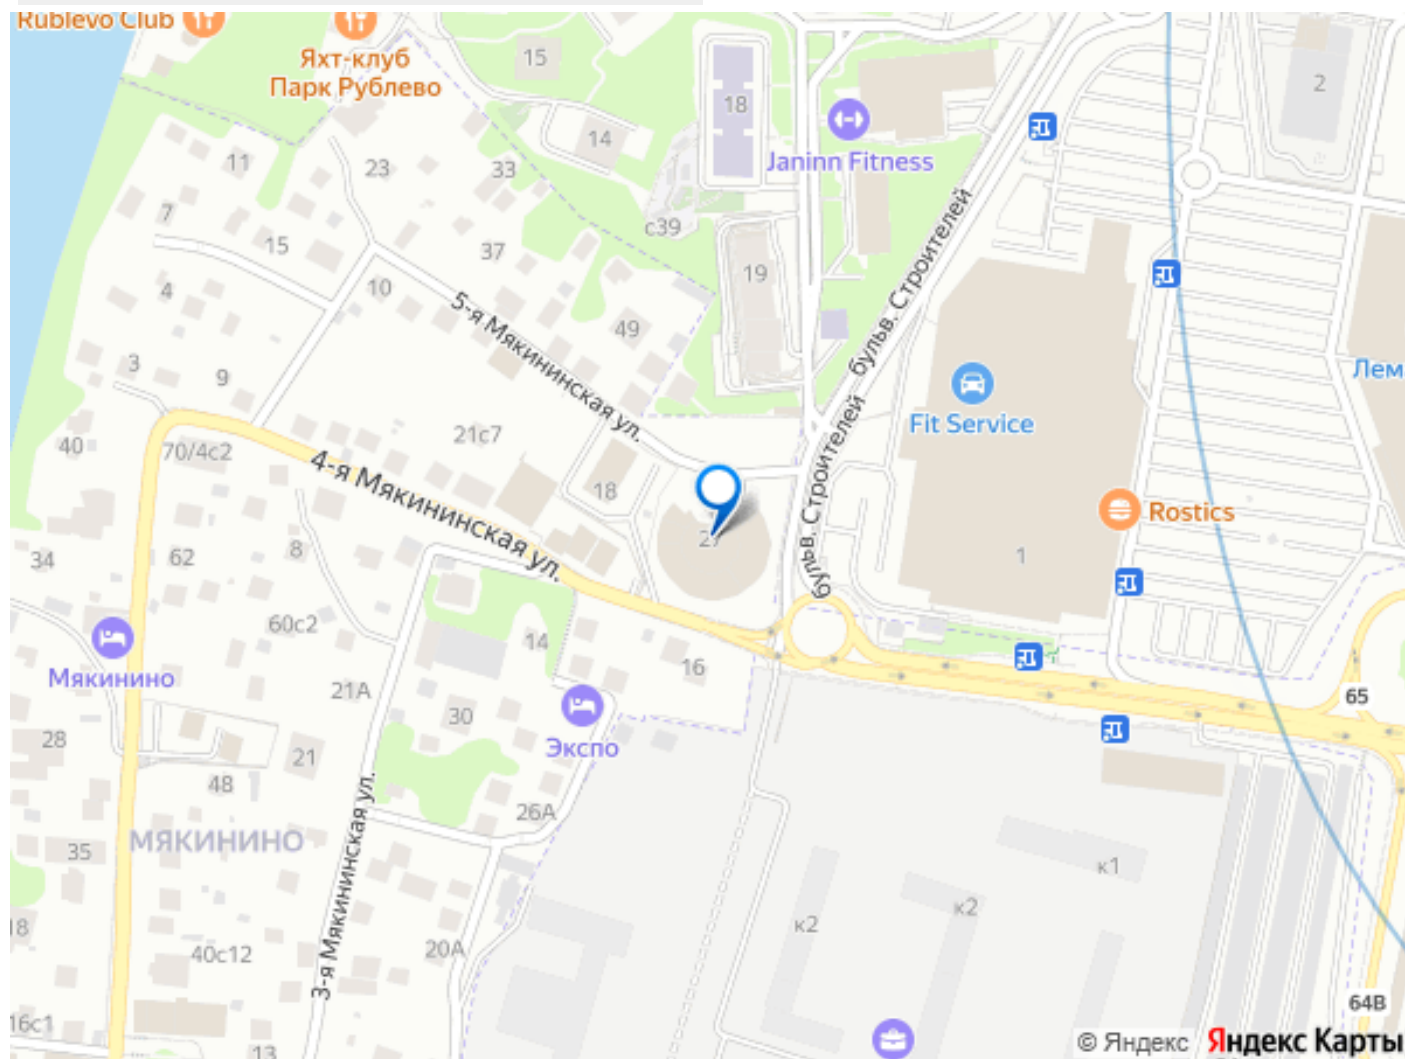 Rublevo Club
Яхт-клуб
Парк Рублево
15
2
18
14
Janinn Fitness
11
23
33
7
с39
15
37
19
4
10
5-я Мякининская ул.
49
бульв. Строителей
3
9
Fit Service
Лем
40
70/4с2
21с7
4-я Мякининская ул.
18
бульв. Строителей
Rostics
27
1
34
62
8
60с2
14
16
Мякинино
21А
30
65
Экспо
28
21
48
26А
МЯКИНИНО
35
3-я Мякининская ул.
к1
к2
к2
18
40с12
20А
64В
16с1
13
© Яндекс Яндекс Карты